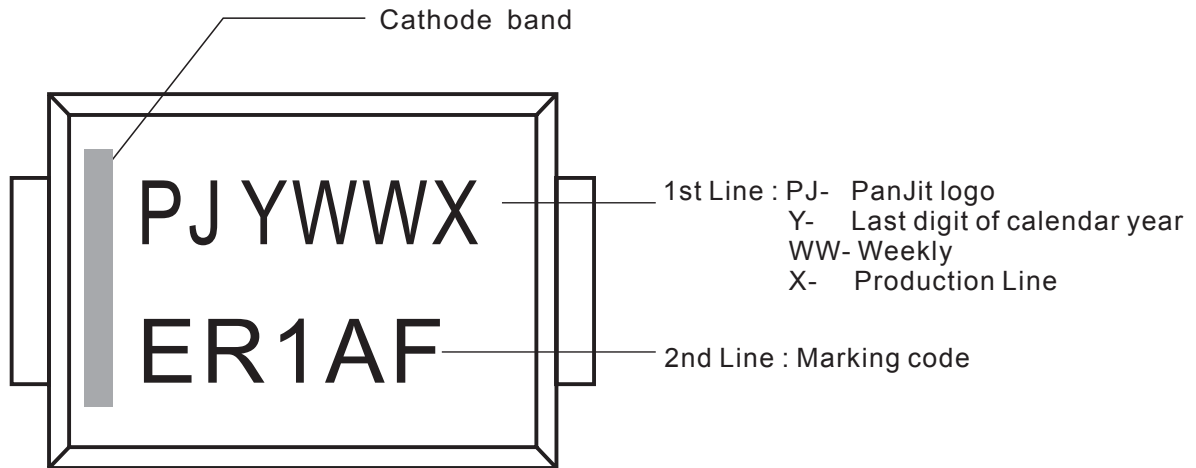 Cathode band
PJ YWWX
1st Line : PJ- PanJit logo
Y- Last digit of calendar year
WW- Weekly
X- Production Line
ER1AF
2nd Line : Marking code